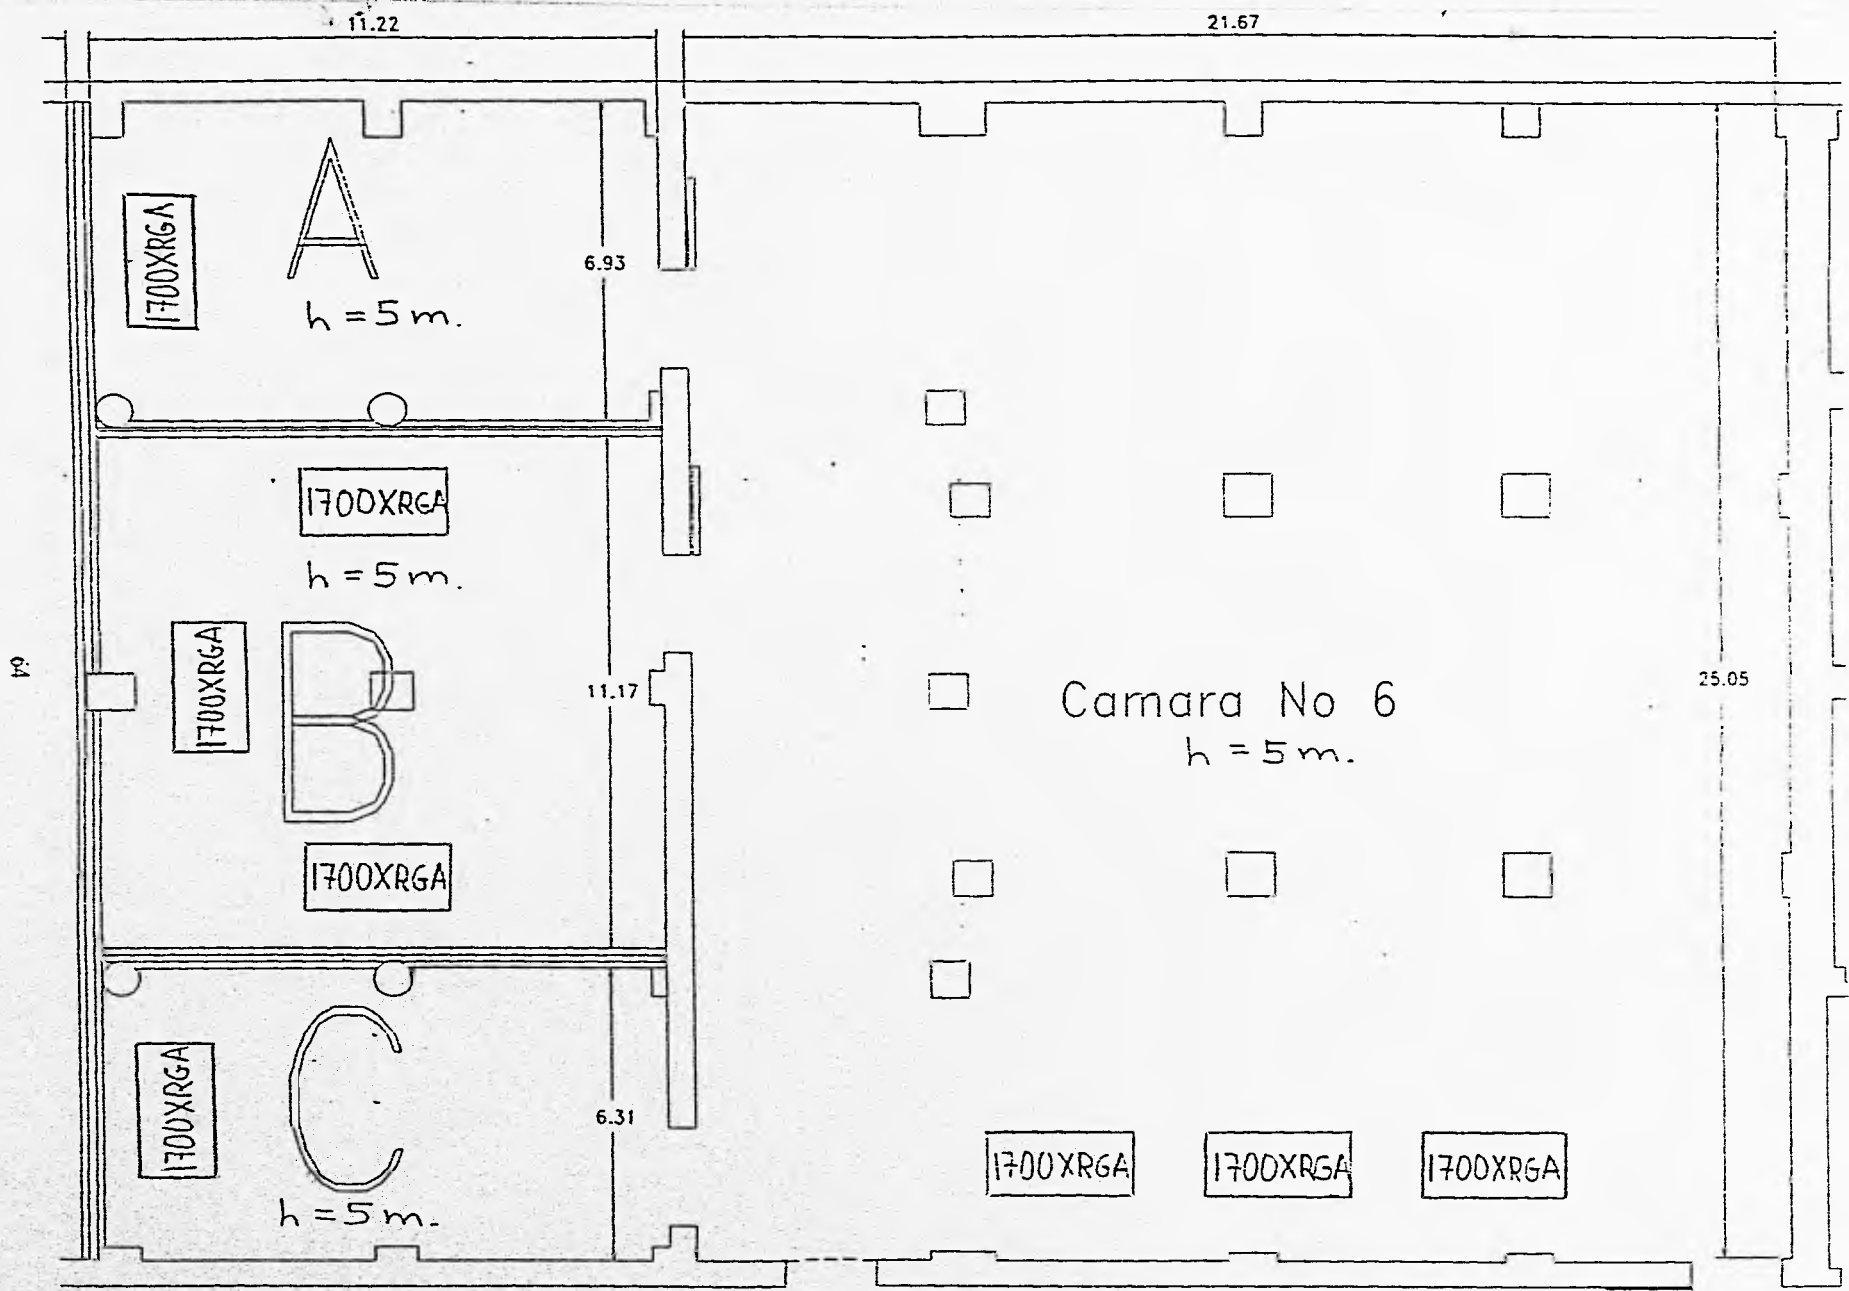 11.22
21.67
A
1700XRGA
6.93
h = 5 m.
1700XRGA
h = 5 m.
1700XRGA
B
11.17
Camara No 6
h = 5 m.
25.05
64
1700XRGA
C
1700XRGA
6.31
h = 5 m.
1700XRGA
1700XRGA
1700XRGA